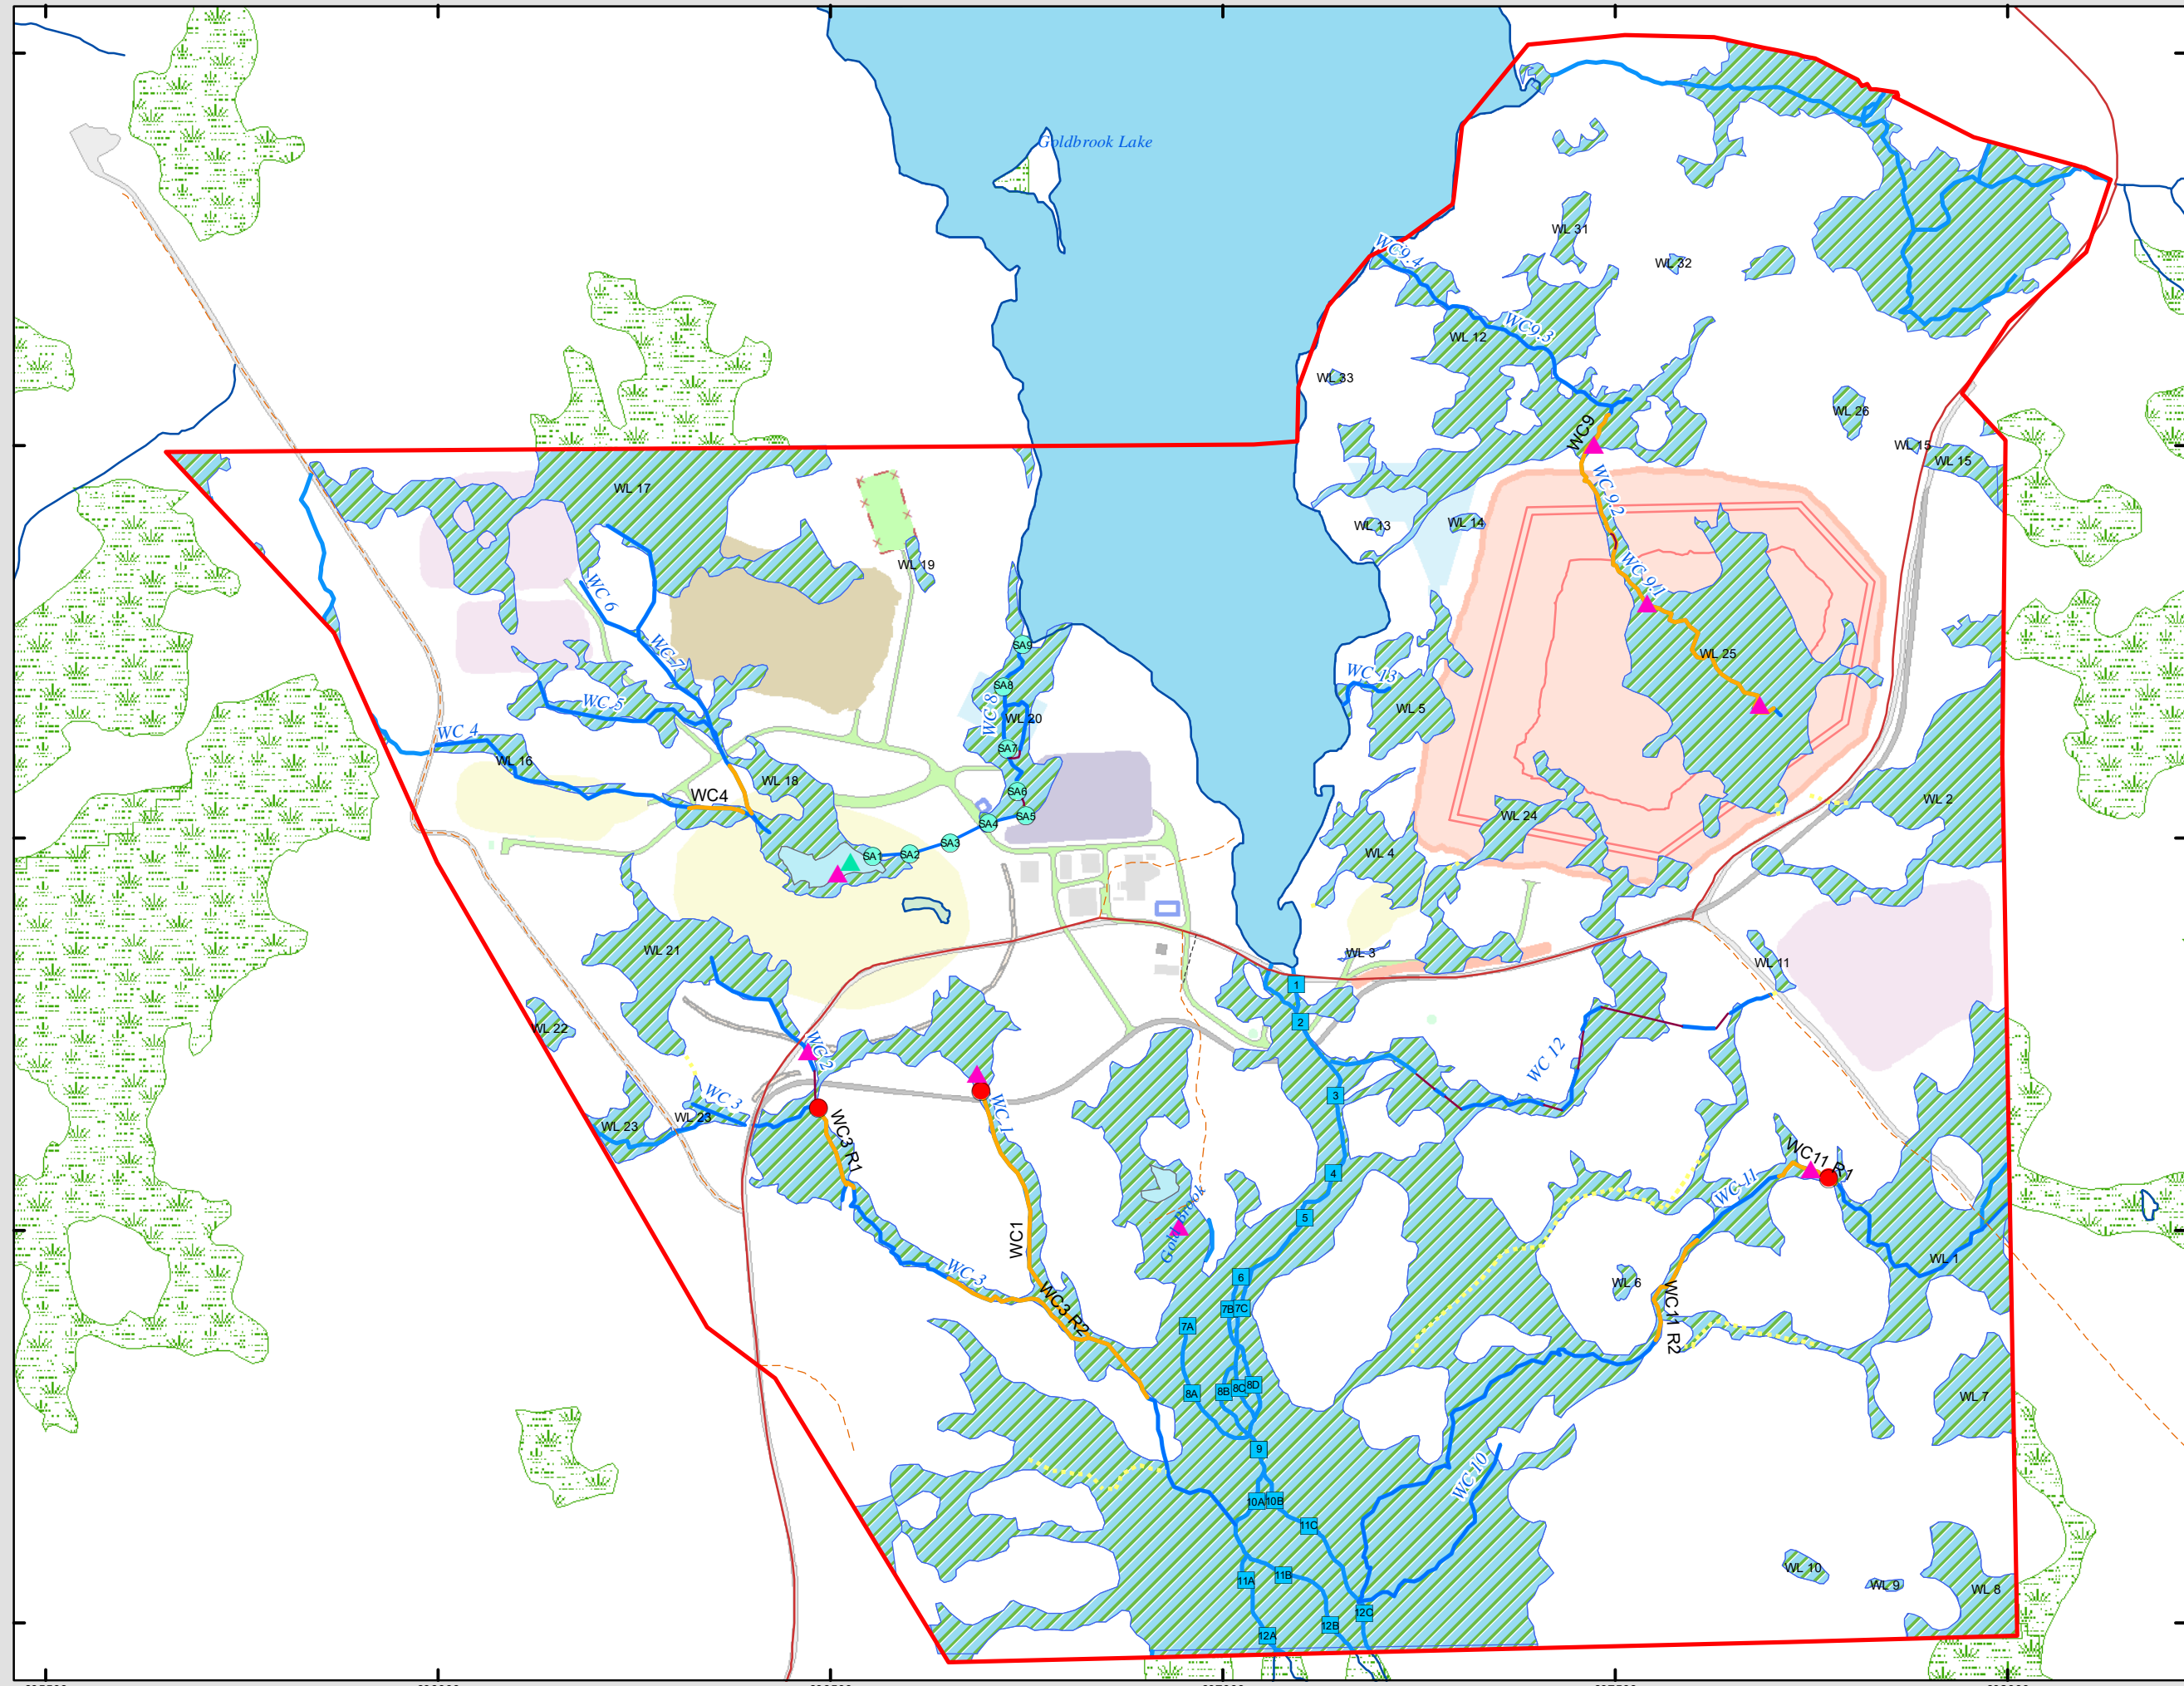 Goldbrook Lake
WL 31
WC9.4
WL 32
WC9.3
WL 12
WL 33
WL 26
WC9
WL 15
WL 15
WL 17
WC 9.2
WL 13
WL 14
WL 19
WC 9.1
WC 6
SA9
WC 7
WL 25
WC 13
SA8
WC 5
WL 5
WC 8
WL 20
WC 4
SA7
WL 16
WL 18
SA6
WC4
WL 2
SA5
WL 24
SA4
SA3
SA2
SA1
WL 4
WL 21
WL 3
WL 11
1
2
WL 22
WC 2
WC 12
3
WC 3
WL 23
WL 23
WC 1
WC3 R1
WC11 R1
4
WC 11
5
Gold Brook
WC1
WL 1
WC 3
6
WL 6
WC3 R2
7B
7C
7A
WC11 R2
8A
8B
8C
8D
WL 7
9
WC 10
10A
10B
11C
WL 10
11B
11A
WL 9
WL 8
12C
12B
12A